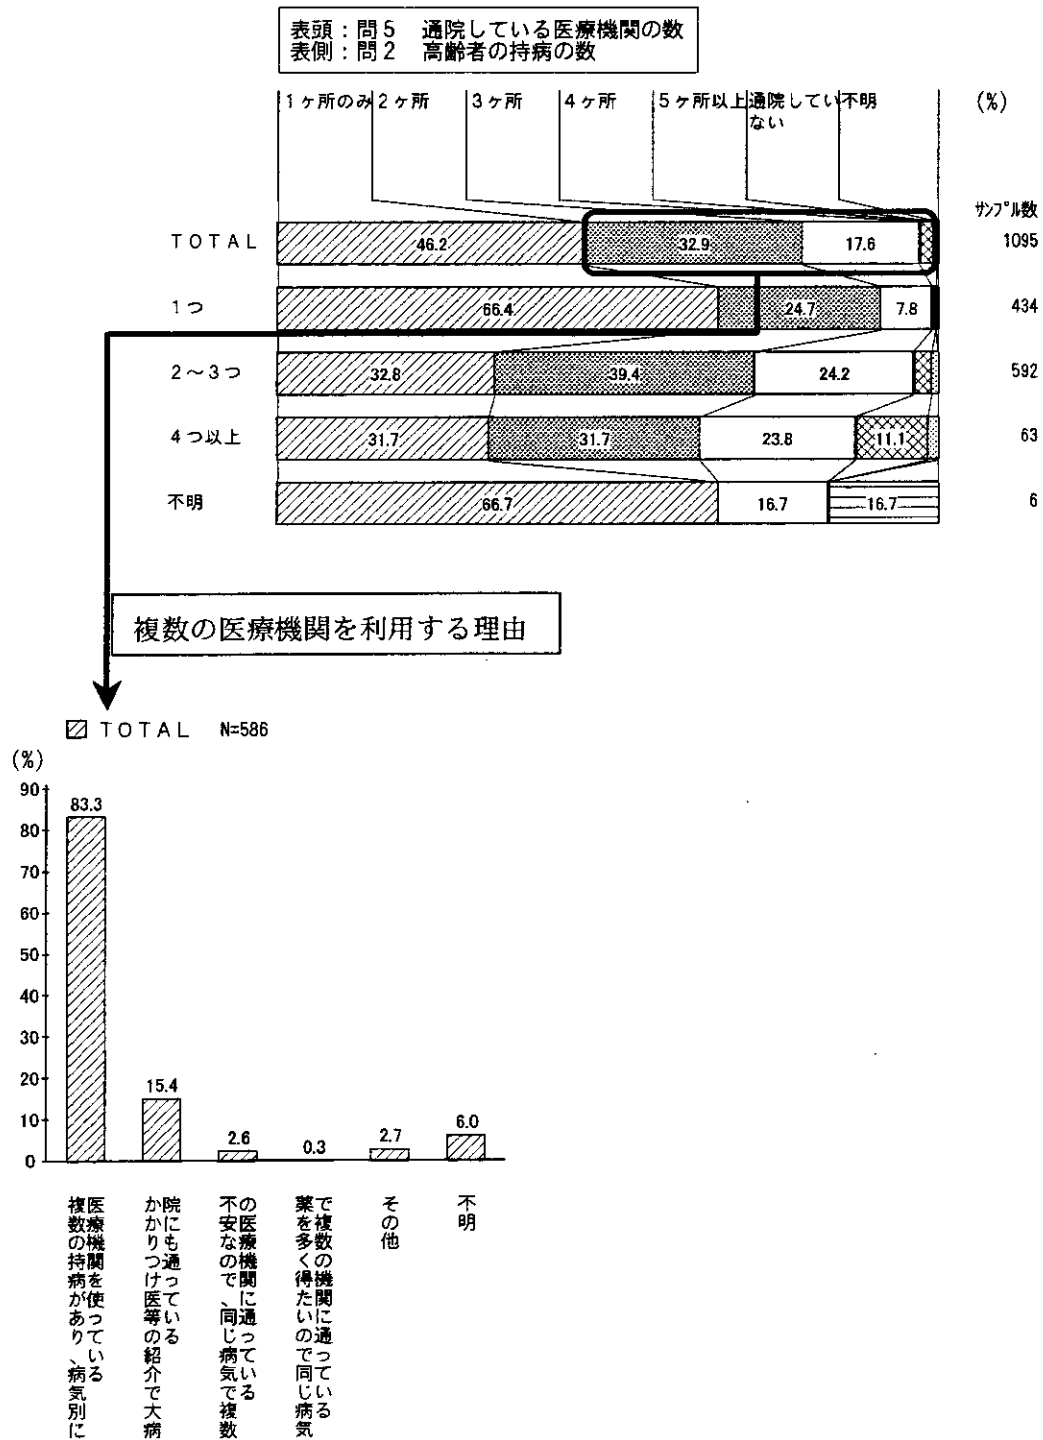 表頭：問5　通院している医療機関の数
表側：問2　高齢者の持病の数
1ヶ所のみ 2ヶ所 3ヶ所 4ヶ所 5ヶ所以上 通院していない 不明 (%)
サンプル数
TOTAL 46.2 32.9 17.6 1095
1つ 66.4 24.7 7.8 434
2～3つ 32.8 39.4 24.2 592
4つ以上 31.7 31.7 23.8 11.1 63
不明 66.7 16.7 16.7 6
複数の医療機関を利用する理由
TOTAL N=586
(%)
90
80
70
60
50
40
30
20
10
0
83.3
15.4
2.6
0.3
2.7
6.0
複数の持病があり、病気別に
医療機関を使っている
かかりつけ医等の紹介で大病
院にも通っている
不安なので、同じ病気で複数
の医療機関に通っている
薬を多く得たいので同じ病気
で複数の機関に通っている
その他
不明